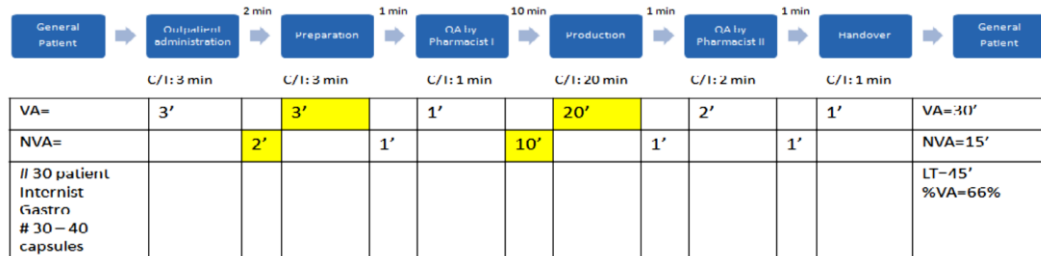 2 min
1 min
10 min
1 min
1 min
General
Patient
Outpatient
administration
Preparation
QA by
Pharmacist I
Production
QA by
Pharmacist II
Handover
General
Patient
C/T: 3 min
C/T: 3 min
C/T: 1 min
C/T: 20 min
C/T: 2 min
C/T: 1 min
VA= 3’ 3’ 1’ 20’ 2’ 1’ VA=30’
NVA= 2’ 1’ 10’ 1’ 1’ NVA=15’
# 30 patient
Internist
Gastro
# 30 – 40
capsules
LT=45’
%VA=66%